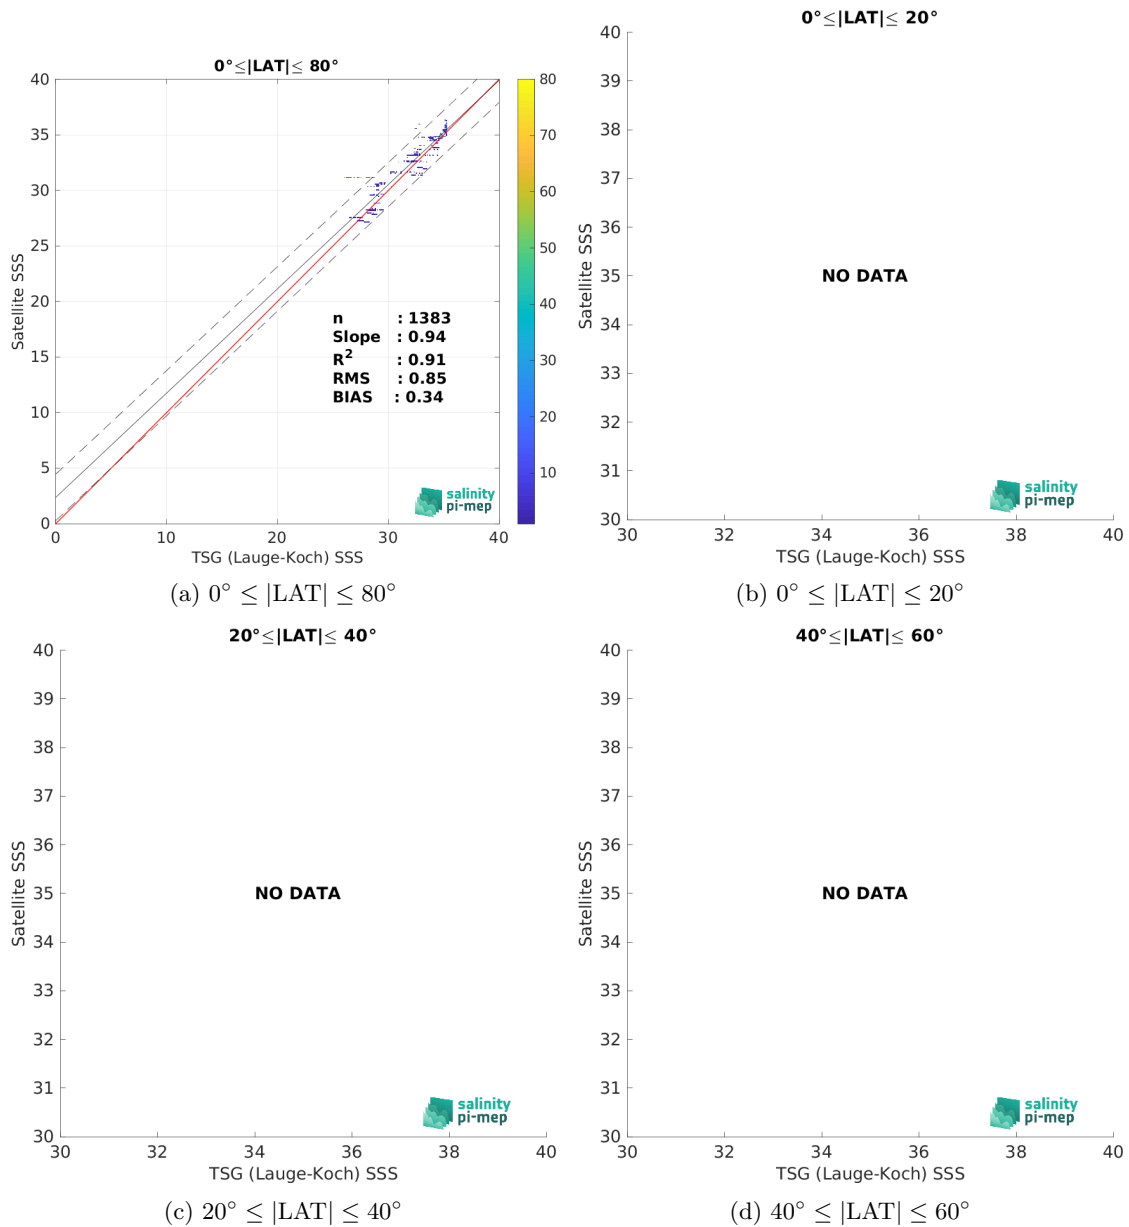 0°≤|LAT|≤ 80°
40
35
30
25
20
15
10
5
0
Satellite SSS
0
10
20
30
40
TSG (Lauge-Koch) SSS
80
70
60
50
40
30
20
10
n : 1383
Slope : 0.94
R² : 0.91
RMS : 0.85
BIAS : 0.34
salinity
pi-mep
(a) 0° ≤ |LAT| ≤ 80°
0°≤|LAT|≤ 20°
40
39
38
37
36
35
34
33
32
31
30
Satellite SSS
NO DATA
salinity
pi-mep
30
32
34
36
38
40
TSG (Lauge-Koch) SSS
(b) 0° ≤ |LAT| ≤ 20°
20°≤|LAT|≤ 40°
40
39
38
37
36
35
34
33
32
31
30
Satellite SSS
NO DATA
salinity
pi-mep
30
32
34
36
38
40
TSG (Lauge-Koch) SSS
(c) 20° ≤ |LAT| ≤ 40°
40°≤|LAT|≤ 60°
40
39
38
37
36
35
34
33
32
31
30
Satellite SSS
NO DATA
salinity
pi-mep
30
32
34
36
38
40
TSG (Lauge-Koch) SSS
(d) 40° ≤ |LAT| ≤ 60°